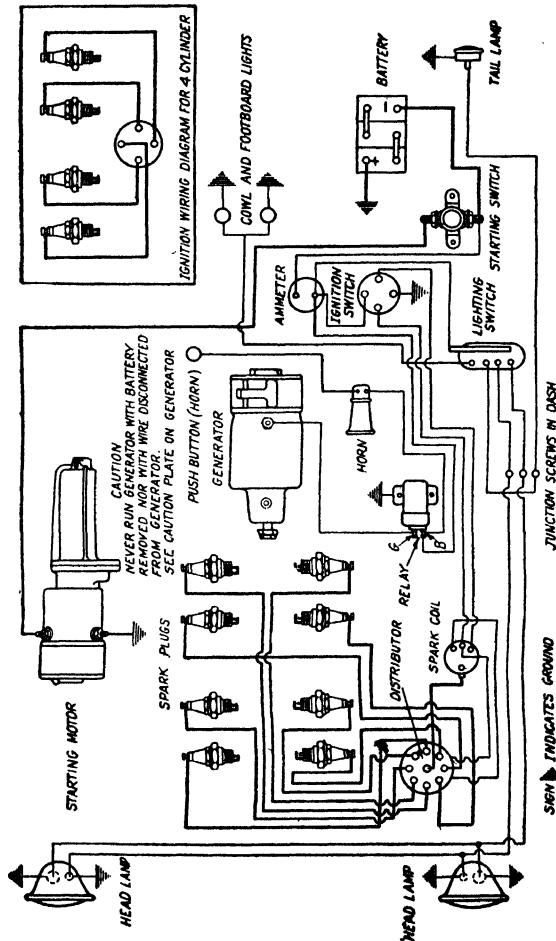 IGNITION WIRING DIAGRAM FOR 4 CYLINDER
CAUTION
NEVER RUN GENERATOR WITH BATTERY
REMOVED NOR WITH WIRE DISCONNECTED
FROM GENERATOR.
SEE CAUTION PLATE ON GENERATOR
STARTING MOTOR
SPARK PLUGS
PUSH BUTTON (HORN)
GENERATOR
COWL AND FOOTBOARD LIGHTS
BATTERY
+
-
TAIL LAMP
AMMETER
IGNITION
SWITCH
STARTING SWITCH
LIGHTING
SWITCH
HORN
G
B
RELAY
DISTRIBUTOR
SPARK COIL
HEAD LAMP
HEAD LAMP
SIGN INDICATES GROUND
JUNCTION SCREWS IN DASH